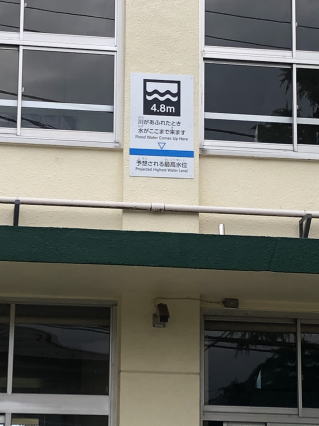 4.8m
川があふれたとき
水がここまで来ます
Flood Water Comes Up Here
予想される最高水位
Projected Highest Water Level